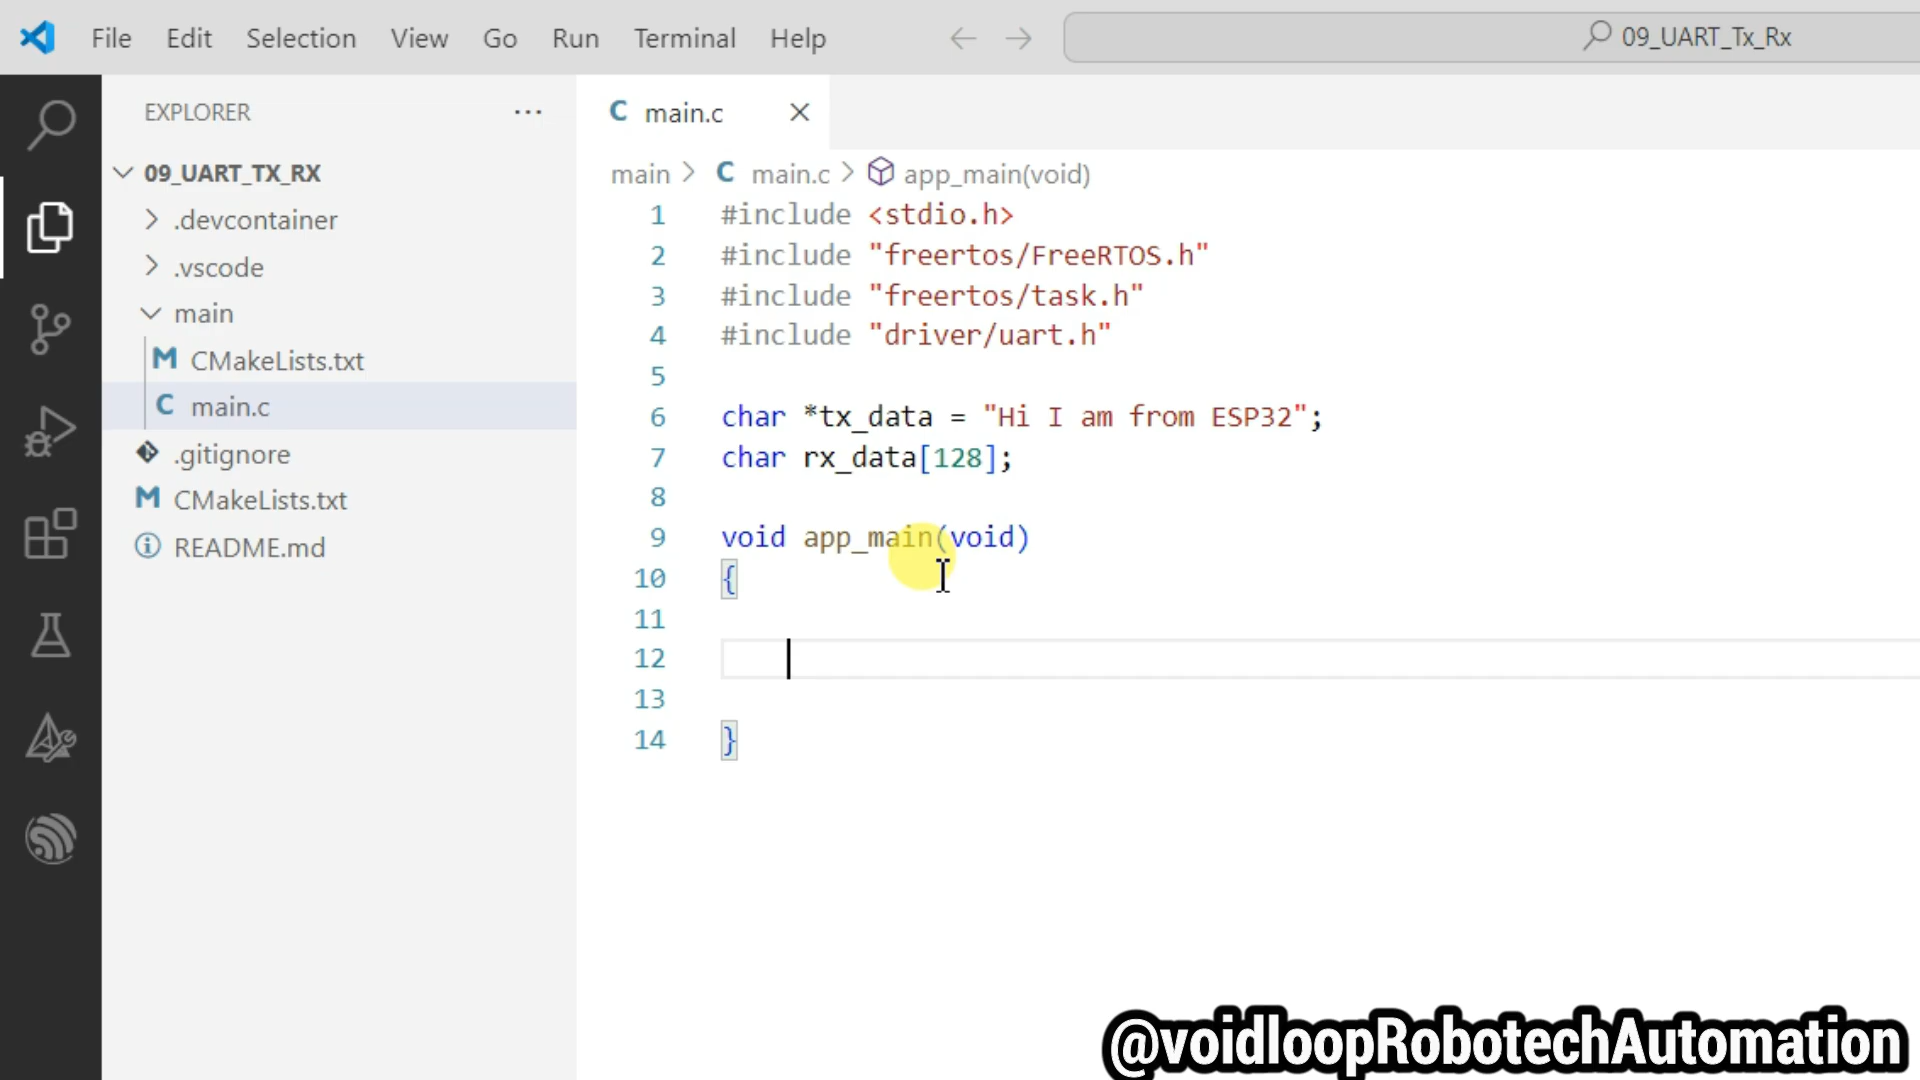 File Edit Selection View Go Run Terminal Help 09_UART_Tx_Rx
EXPLORER
09_UART_TX_RX
.devcontainer
.vscode
main
CMakeLists.txt
main.c
.gitignore
CMakeLists.txt
README.md
main.c
main > main.c > app_main(void)
1 #include <stdio.h>
2 #include "freertos/FreeRTOS.h"
3 #include "freertos/task.h"
4 #include "driver/uart.h"
5
6 char *tx_data = "Hi I am from ESP32";
7 char rx_data[128];
8
9 void app_main(void)
10 {
11
12
13
14 }
@voidloopRobotechAutomation